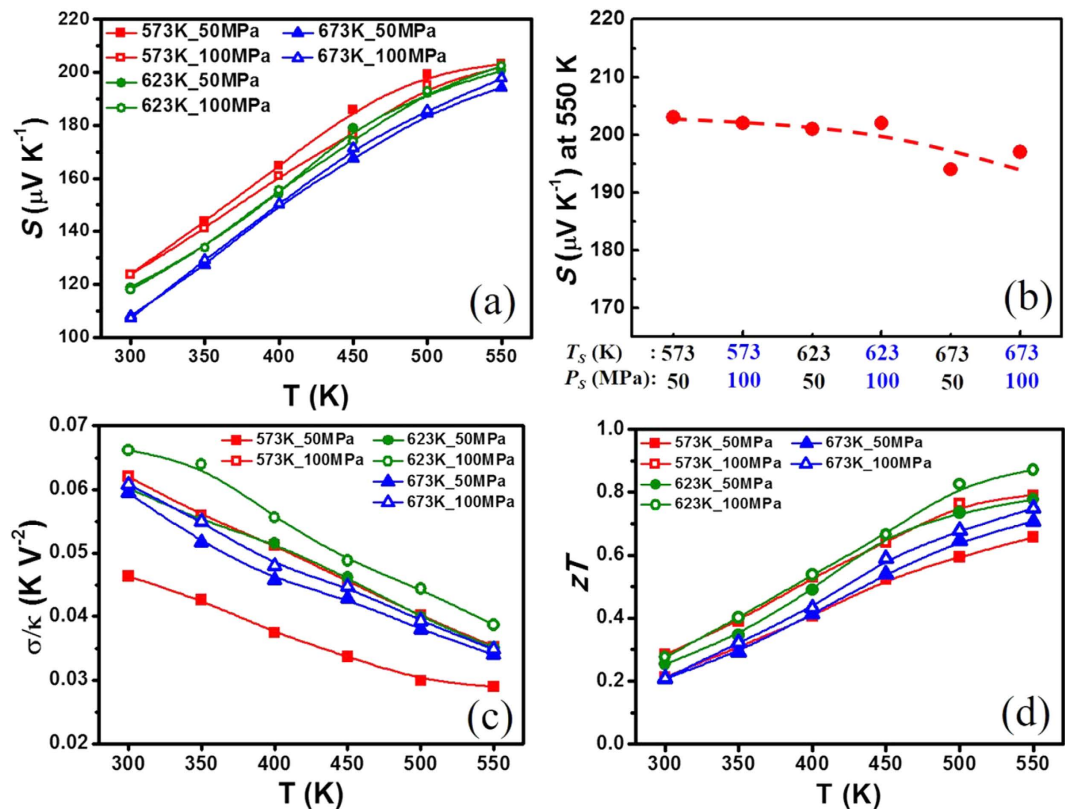 220
200
180
160
140
120
100
S (μV K-1)
573K_50MPa
573K_100MPa
623K_50MPa
623K_100MPa
673K_50MPa
673K_100MPa
(a)
300 350 400 450 500 550
T (K)
220
210
200
190
180
170
S (μV K-1) at 550 K
(b)
TS (K) : 573 573 623 623 673 673
PS (MPa): 50 100 50 100 50 100
0.07
0.06
0.05
0.04
0.03
0.02
σ/κ (K V-2)
573K_50MPa
573K_100MPa
623K_50MPa
623K_100MPa
673K_50MPa
673K_100MPa
(c)
300 350 400 450 500 550
T (K)
1.0
0.8
0.6
0.4
0.2
0.0
zT
573K_50MPa
573K_100MPa
623K_50MPa
623K_100MPa
673K_50MPa
673K_100MPa
(d)
300 350 400 450 500 550
T (K)